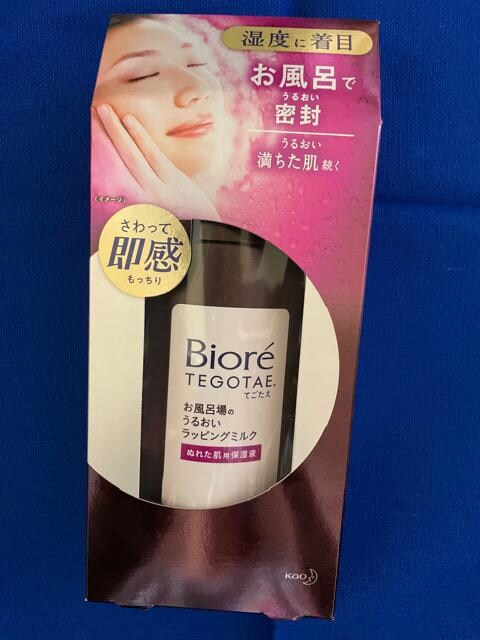 湿度に着目
お風呂で
うるおい
密封
うるおい
満ちた肌続く
(イメージ)
さわって
即感
もっちり
Bioré
TEGOTAE.
てごたえ
お風呂場の
うるおい
ラッピングミルク
ぬれた肌用保湿液
Kao